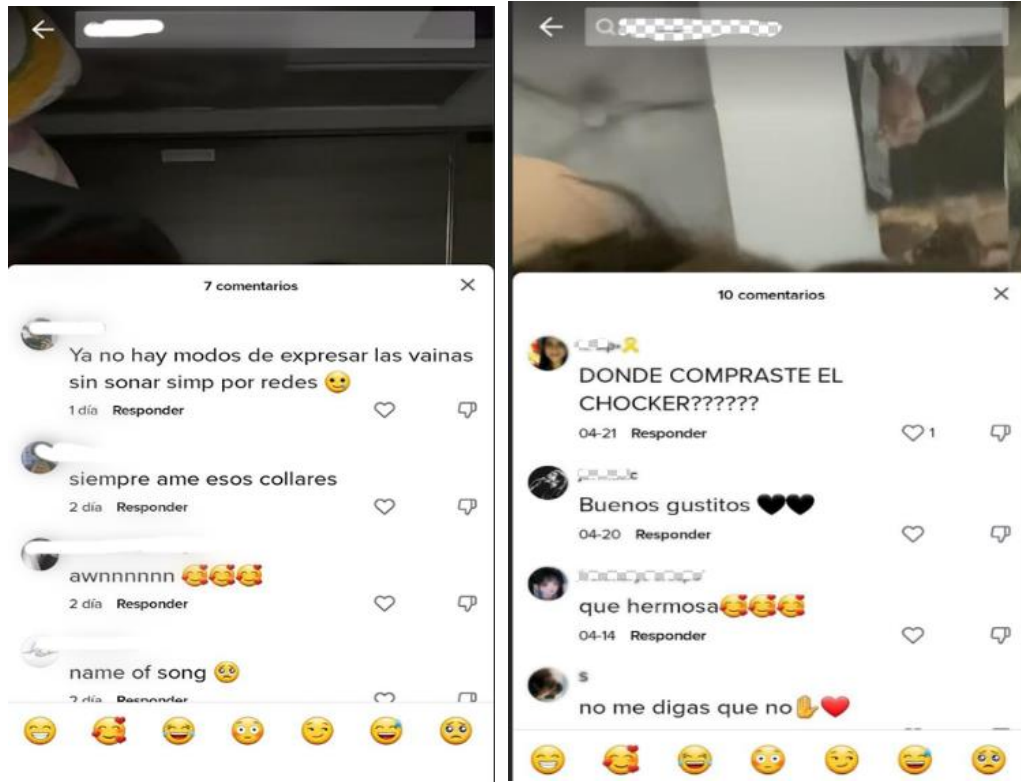 7 comentarios
Ya no hay modos de expresar las vainas
sin sonar simp por redes
1 día Responder
siempre ame esos collares
2 día Responder
awnnnnnn
2 día Responder
name of song
2 día Responder
10 comentarios
DONDE COMPRASTE EL
CHOCKER??????
04-21 Responder 1
Buenos gustitos
04-20 Responder
que hermosa
04-14 Responder
S
no me digas que no